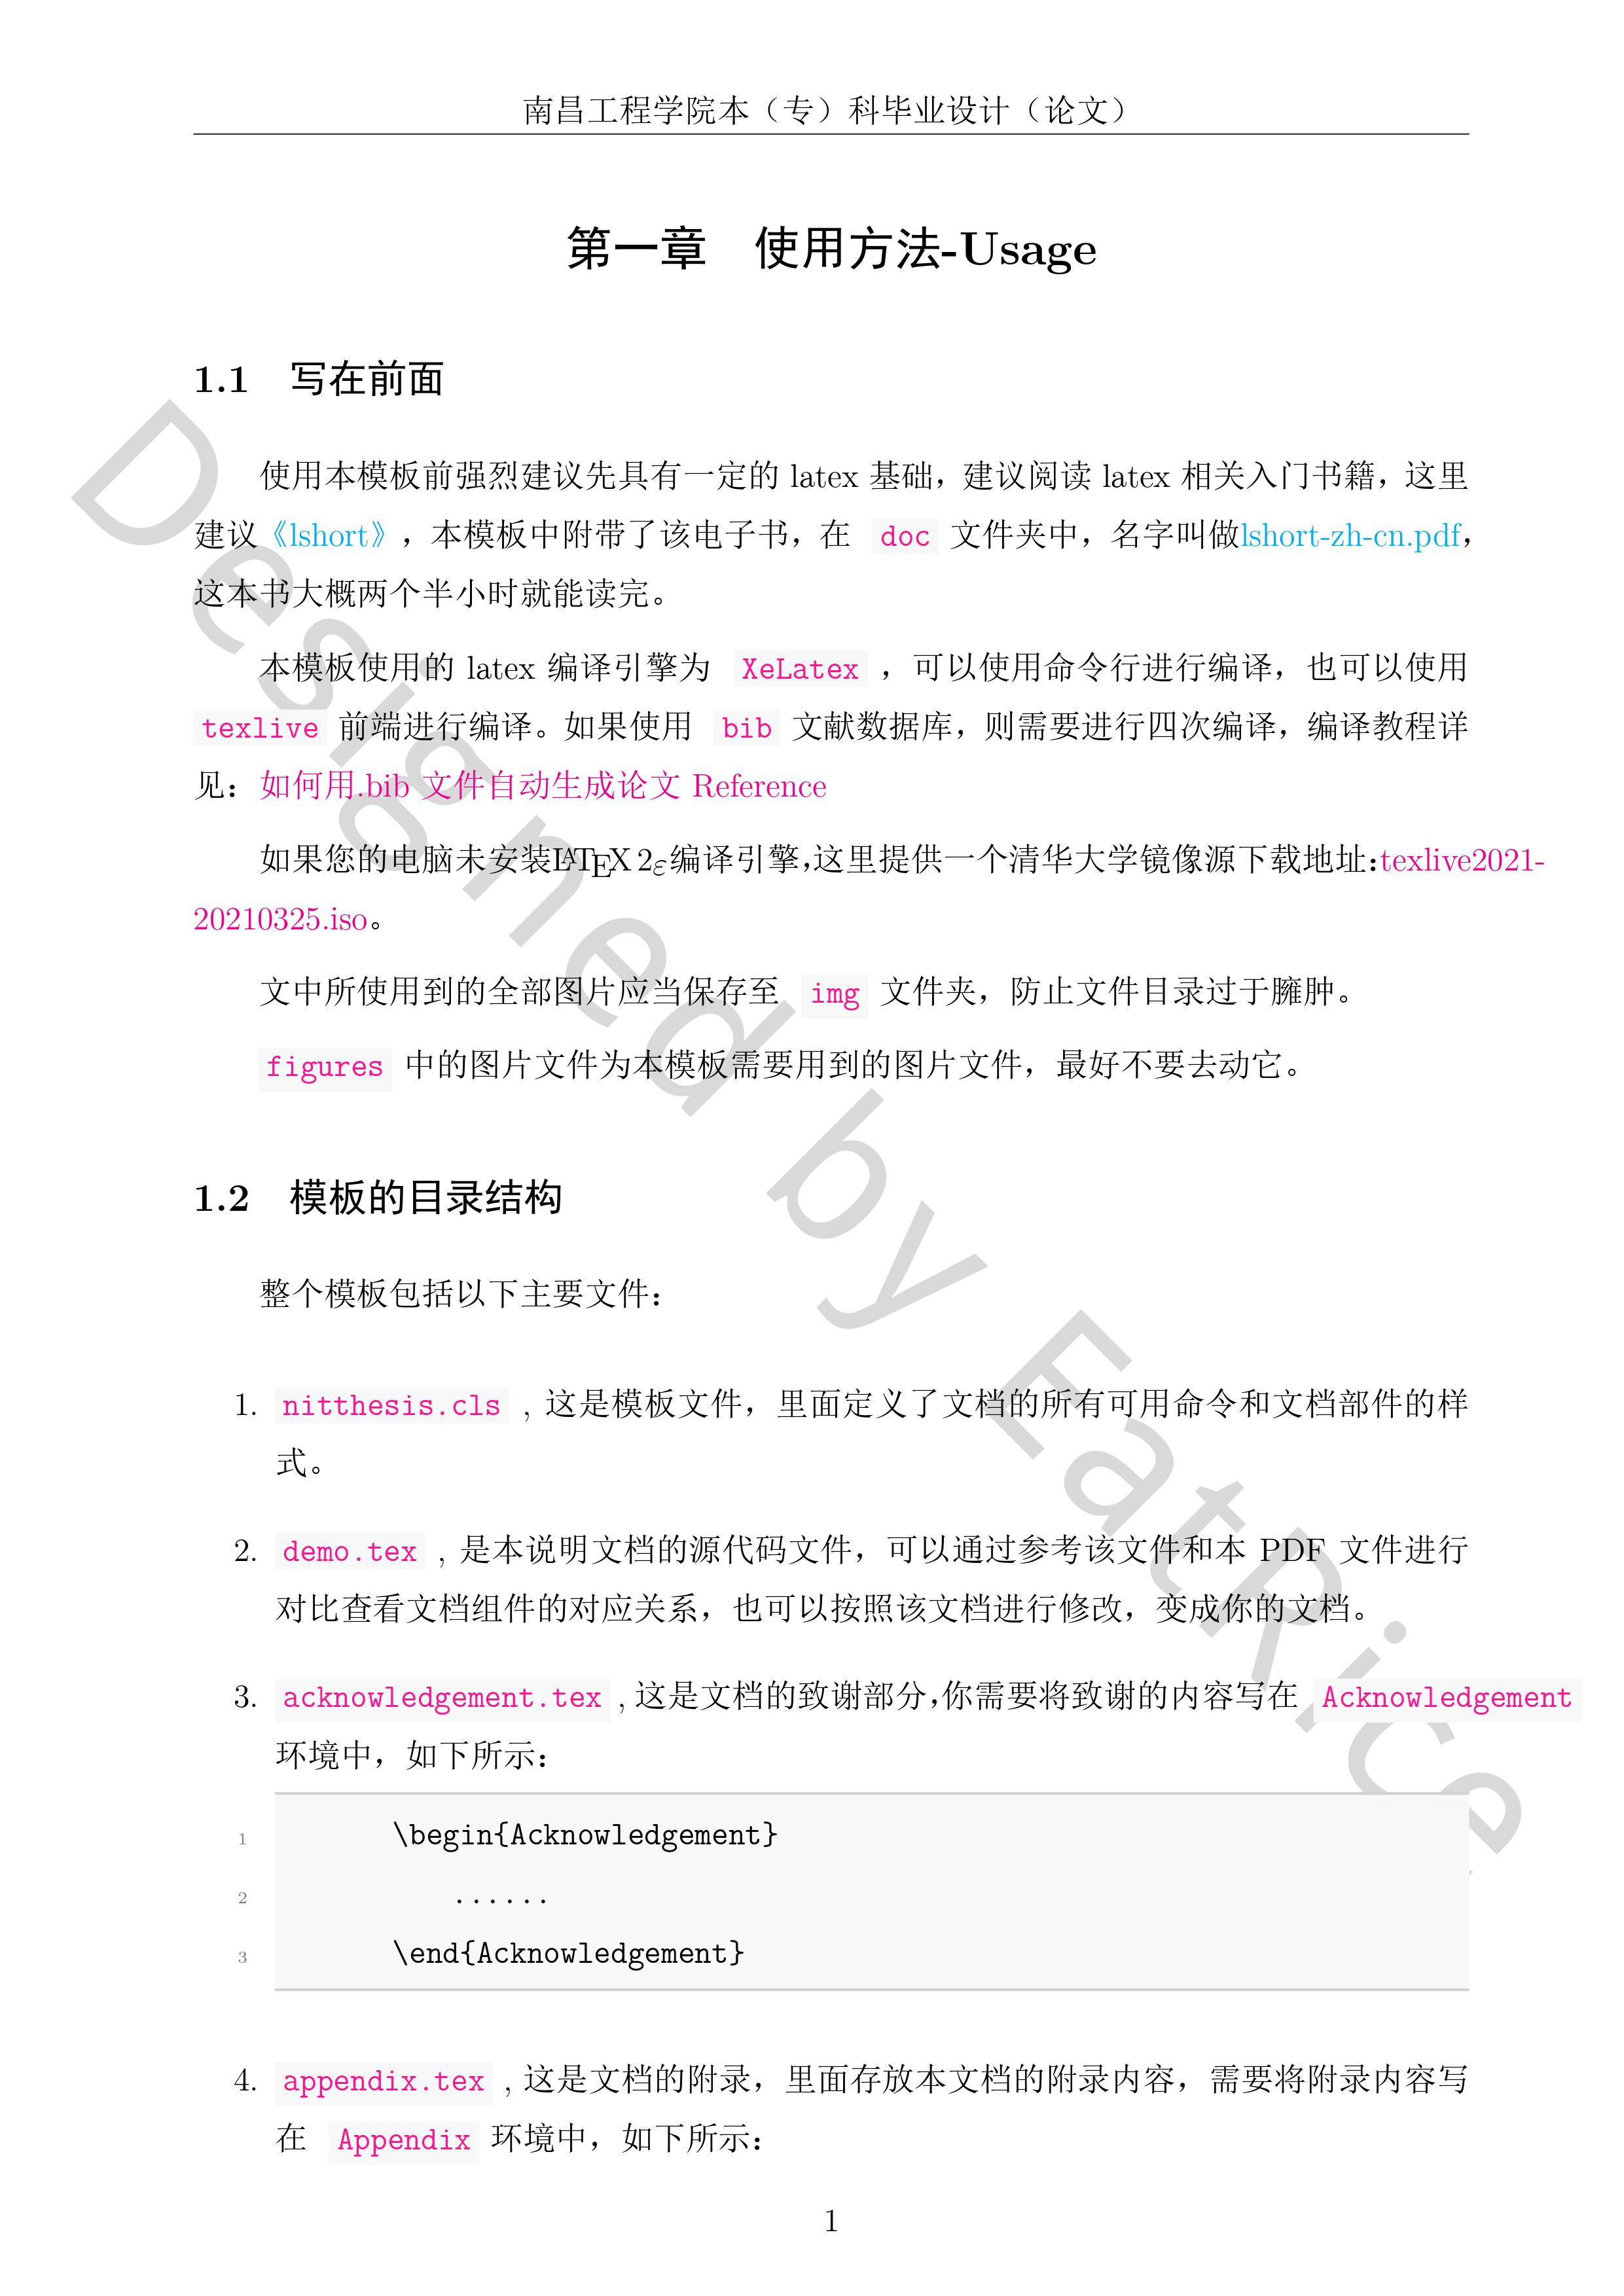 南昌工程学院本（专）科毕业设计（论文）
第一章 使用方法-Usage
1.1 写在前面
使用本模板前强烈建议先具有一定的 latex 基础，建议阅读 latex 相关入门书籍，这里
建议《lshort》，本模板中附带了该电子书，在 doc 文件夹中，名字叫做lshort-zh-cn.pdf，
这本书大概两个半小时就能读完。
本模板使用的 latex 编译引擎为 XeLatex ，可以使用命令行进行编译，也可以使用
texlive 前端进行编译。如果使用 bib 文献数据库，则需要进行四次编译，编译教程详
见：如何用.bib 文件自动生成论文 Reference
如果您的电脑未安装LATEX 2ε编译引擎，这里提供一个清华大学镜像源下载地址：texlive2021-
20210325.iso。
文中所使用到的全部图片应当保存至 img 文件夹，防止文件目录过于臃肿。
figures 中的图片文件为本模板需要用到的图片文件，最好不要去动它。
1.2 模板的目录结构
整个模板包括以下主要文件：
1. nitthesis.cls , 这是模板文件，里面定义了文档的所有可用命令和文档部件的样
式。
2. demo.tex , 是本说明文档的源代码文件，可以通过参考该文件和本 PDF 文件进行
对比查看文档组件的对应关系，也可以按照该文档进行修改，变成你的文档。
3. acknowledgement.tex , 这是文档的致谢部分，你需要将致谢的内容写在 Acknowledgement
环境中，如下所示：
1 \begin{Acknowledgement}
2 ......
3 \end{Acknowledgement}
4. appendix.tex , 这是文档的附录，里面存放本文档的附录内容，需要将附录内容写
在 Appendix 环境中，如下所示：
1
Designed by EatRice